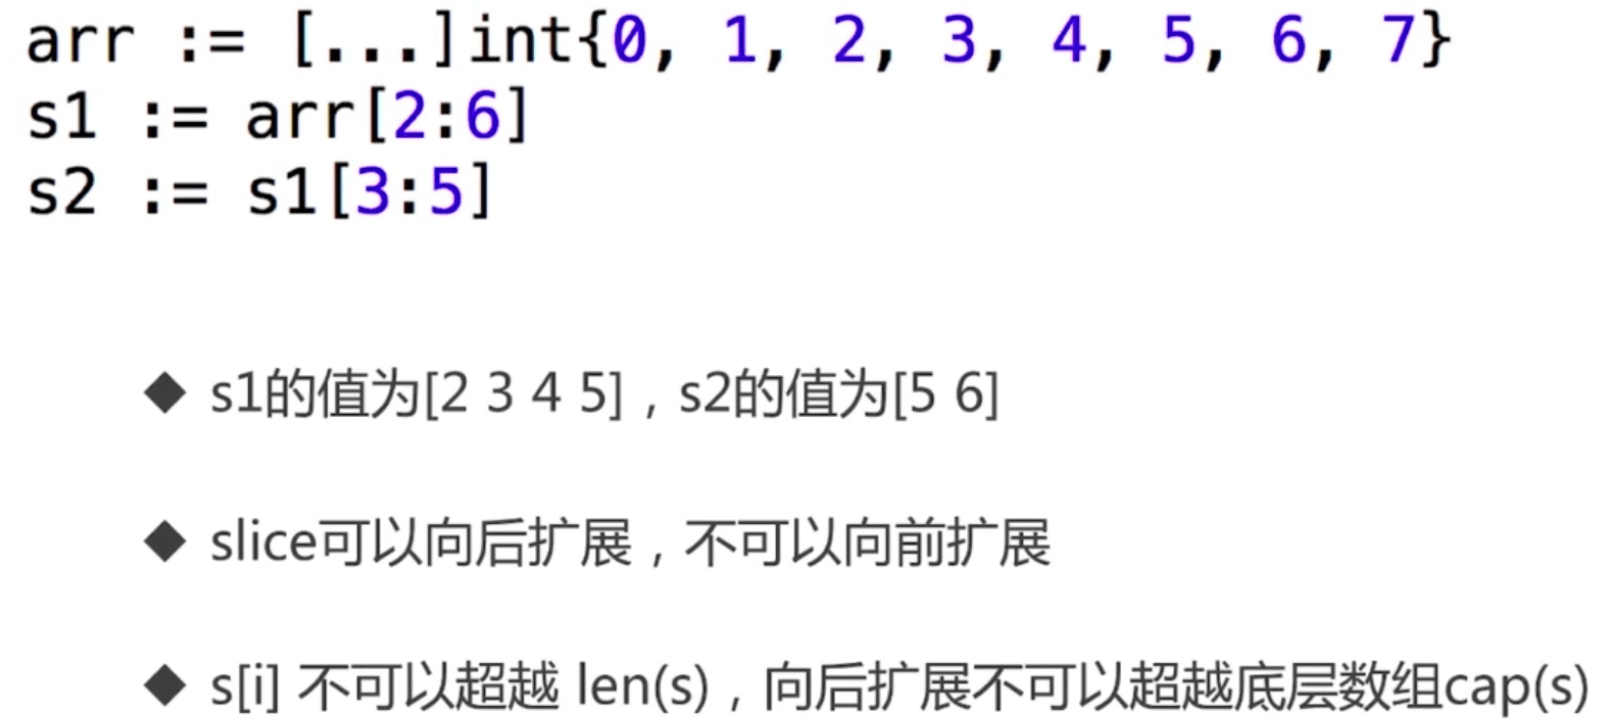 arr := [...]int{0, 1, 2, 3, 4, 5, 6, 7}
s1 := arr[2:6]
s2 := s1[3:5]
◆ s1的值为[2 3 4 5]，s2的值为[5 6]
◆ slice可以向后扩展，不可以向前扩展
◆ s[i] 不可以超越 len(s)，向后扩展不可以超越底层数组cap(s)